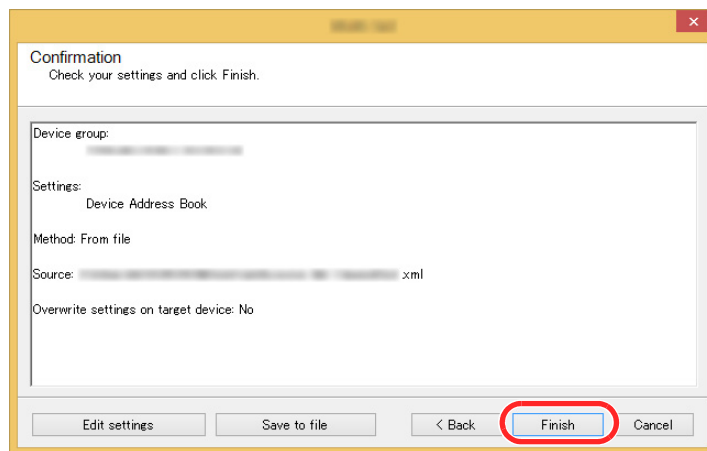 Confirmation
Check your settings and click Finish.
Device group:
Settings:
Device Address Book
Method: From file
Source: .xml
Overwrite settings on target device: No
Edit settings
Save to file
< Back
Finish
Cancel